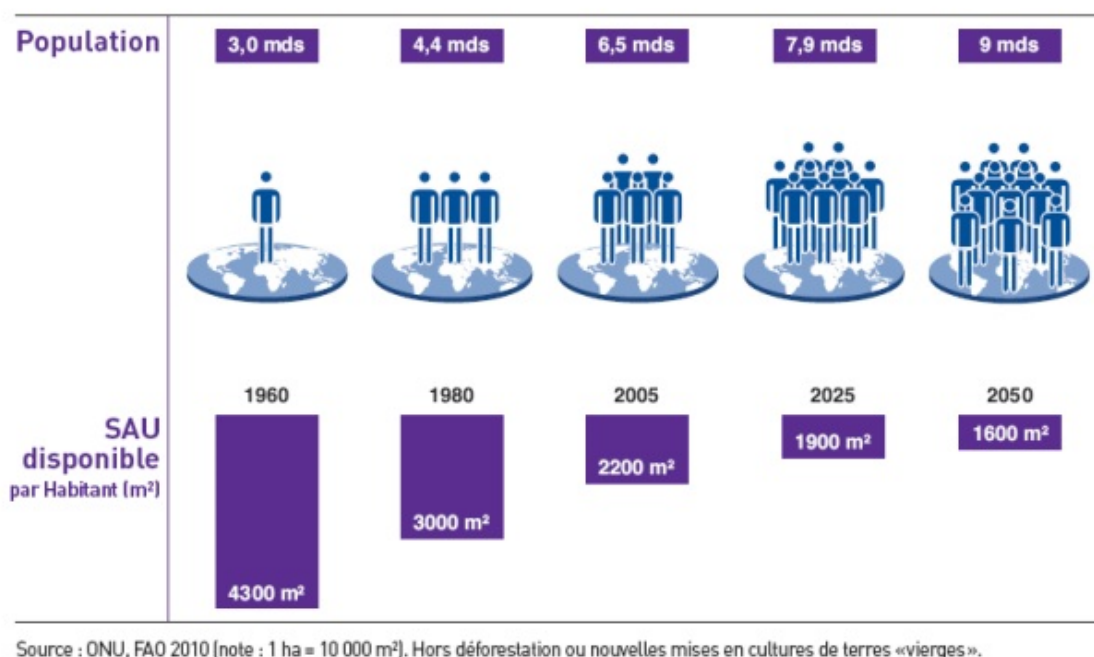 Population 3,0 mds 4,4 mds 6,5 mds 7,9 mds 9 mds
1960 1980 2005 2025 2050
SAU
disponible
par Habitant (m²)
4300 m² 3000 m² 2200 m² 1900 m² 1600 m²
Source : ONU, FAO 2010 (note : 1 ha = 10 000 m²). Hors déforestation ou nouvelles mises en cultures de terres «vierges».